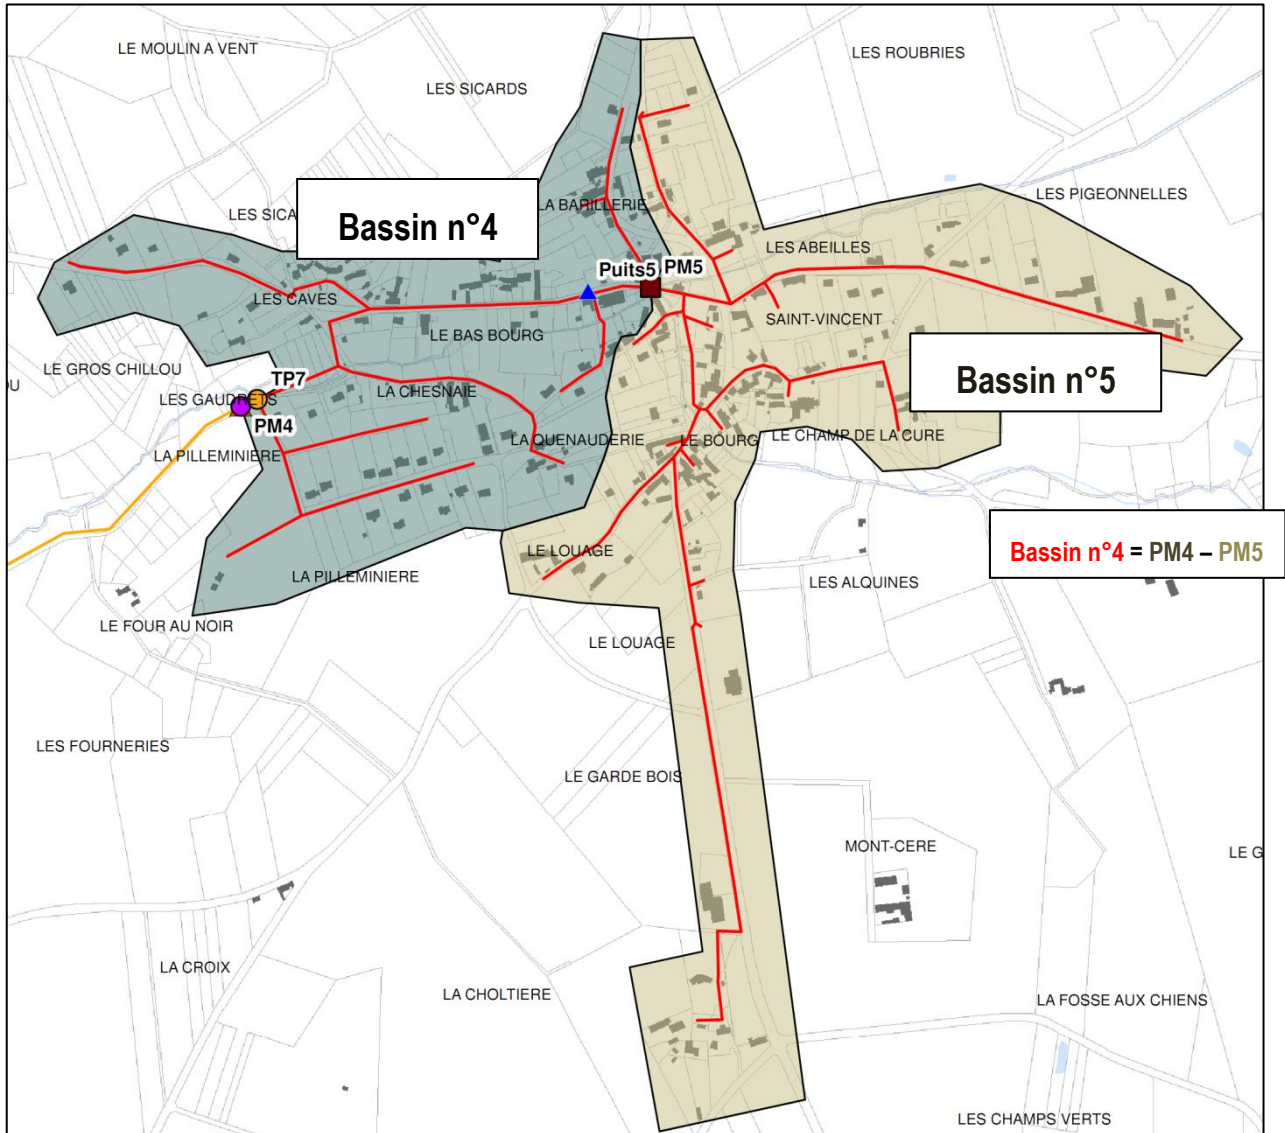 LE MOULIN A VENT
LES ROUBRIES
LES SICARDS
LES PIGEONNELLES
LA BARILLERIE
LES SICA
Bassin n°4
LES ABEILLES
Puits5
PM5
LES CAVES
SAINT-VINCENT
LE BAS BOURG
LE GROS CHILLOU
OU
TP7
Bassin n°5
LA CHESNAIE
LES GAUDRETS
PM4
LA QUENAUDERIE
LE BOURG
LE CHAMP DE LA CURE
LA PILLEMINIERE
LE LOUAGE
Bassin n°4 = PM4 – PM5
LA PILLEMINIERE
LES ALQUINES
LE FOUR AU NOIR
LE LOUAGE
LES FOURNERIES
LE GARDE BOIS
MONT-CERE
LE G
LA CROIX
LA CHOLTIERE
LA FOSSE AUX CHIENS
LES CHAMPS VERTS